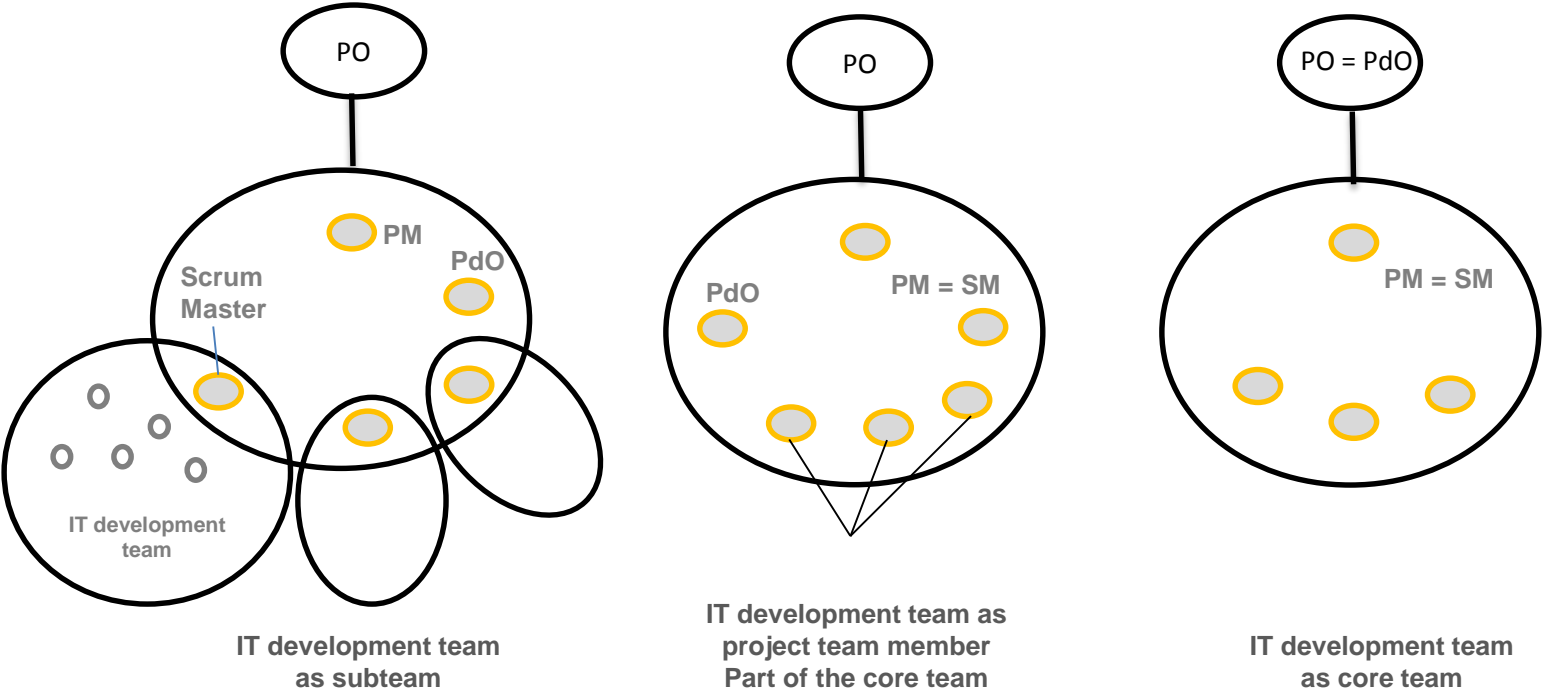 PO
PM
PdO
Scrum
Master
IT development
team
IT development team
as subteam
PO
PdO
PM = SM
IT development team as
project team member
Part of the core team
PO = PdO
PM = SM
IT development team
as core team